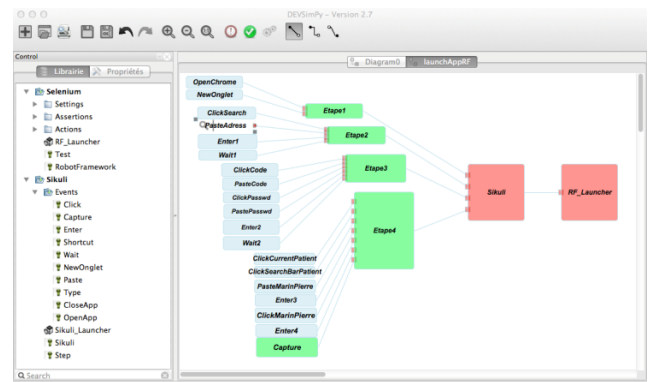 DEVSimPy - Version 2.7
Control
Librairie
Propriétés
Selenium
Settings
Assertions
Actions
RF_Launcher
Test
RobotFramework
Sikuli
Events
Click
Capture
Enter
Shortcut
Wait
NewOnglet
Paste
Type
CloseApp
OpenApp
Sikuli_Launcher
Sikuli
Step
Search
Diagram0
launchAppRF
OpenChrome
NewOnglet
ClickSearch
PasteAdress
Enter1
Wait1
ClickCode
PasteCode
ClickPasswd
PastePasswd
Enter2
Wait2
ClickCurrentPatient
ClickSearchBarPatient
PasteMarinPierre
Enter3
ClickMarinPierre
Enter4
Capture
Etape1
Etape2
Etape3
Etape4
Sikuli
RF_Launcher